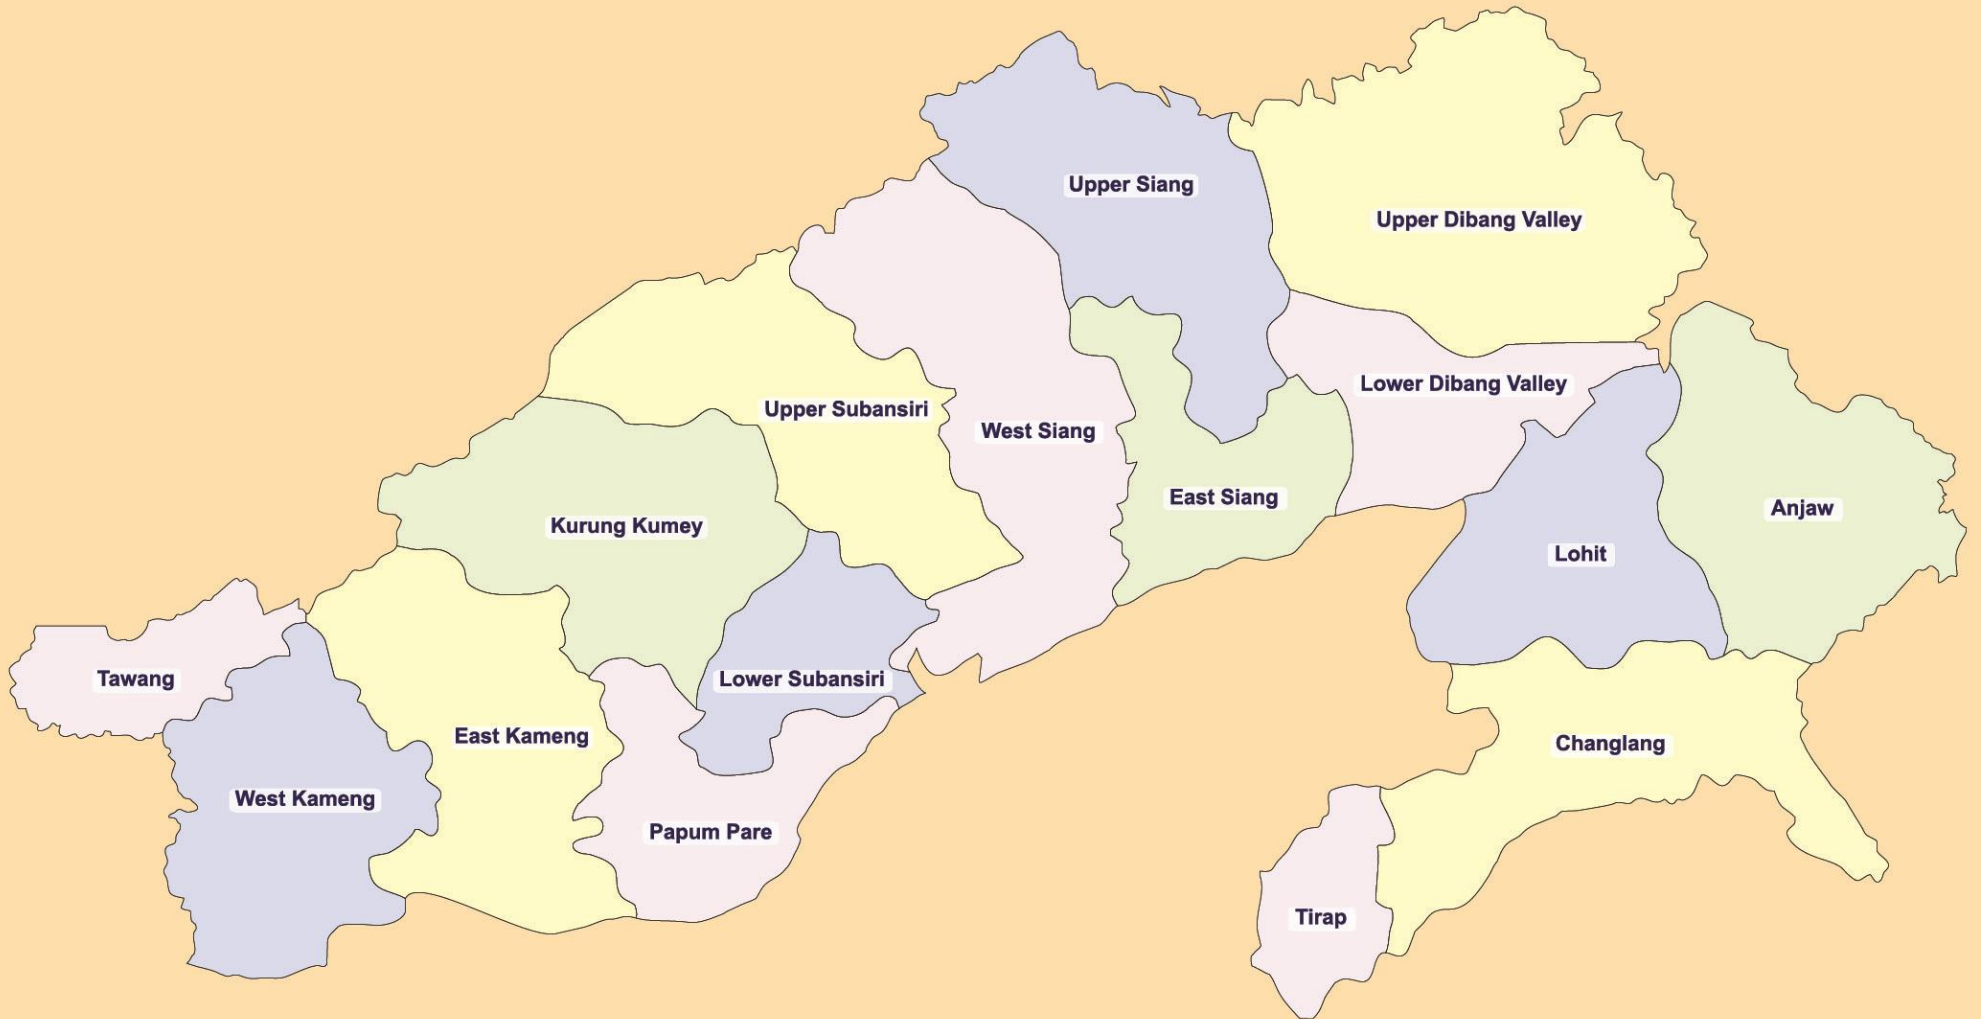 Upper Siang
Upper Dibang Valley
Lower Dibang Valley
Upper Subansiri
West Siang
East Siang
Anjaw
Kurung Kumey
Lohit
Tawang
Lower Subansiri
East Kameng
Changlang
West Kameng
Papum Pare
Tirap